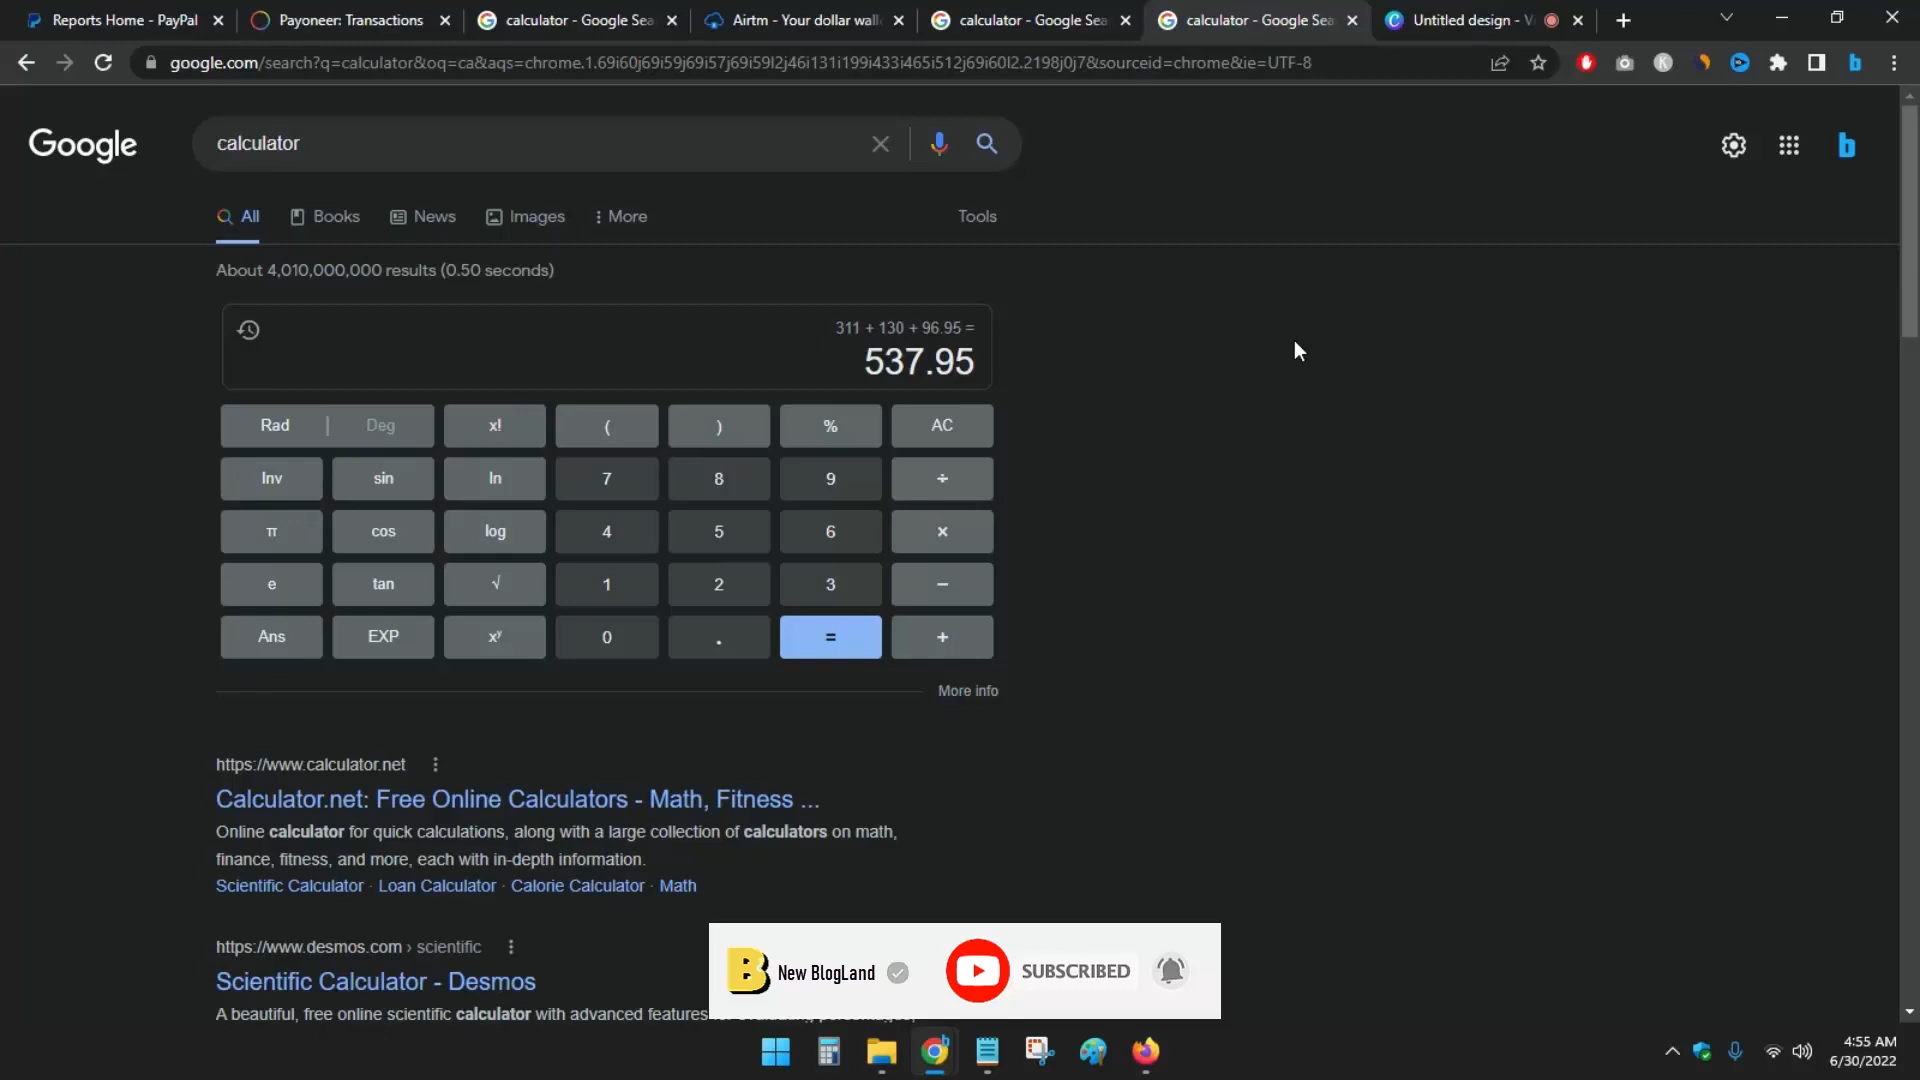 Reports Home - PayPal
Payoneer: Transactions
calculator - Google Sea
Airtm - Your dollar wall
calculator - Google Sea
calculator - Google Sea
Untitled design - V
google.com/search?q=calculator&oq=ca&aqs=chrome.1.69i60j69i59j69i57j69i59l2j46i131i199i433i465i512j69i60l2.2198j0j7&sourceid=chrome&ie=UTF-8
Google
calculator
All
Books
News
Images
More
Tools
About 4,010,000,000 results (0.50 seconds)
311 + 130 + 96.95 =
537.95
Rad | Deg x! ( ) % AC
Inv sin ln 7 8 9 ÷
π cos log 4 5 6 ×
e tan √ 1 2 3 −
Ans EXP xʸ 0 . = +
More info
https://www.calculator.net
Calculator.net: Free Online Calculators - Math, Fitness ...
Online calculator for quick calculations, along with a large collection of calculators on math,
finance, fitness, and more, each with in-depth information.
Scientific Calculator · Loan Calculator · Calorie Calculator · Math
https://www.desmos.com › scientific
Scientific Calculator - Desmos
A beautiful, free online scientific calculator with advanced features
B New BlogLand
SUBSCRIBED
4:55 AM
6/30/2022